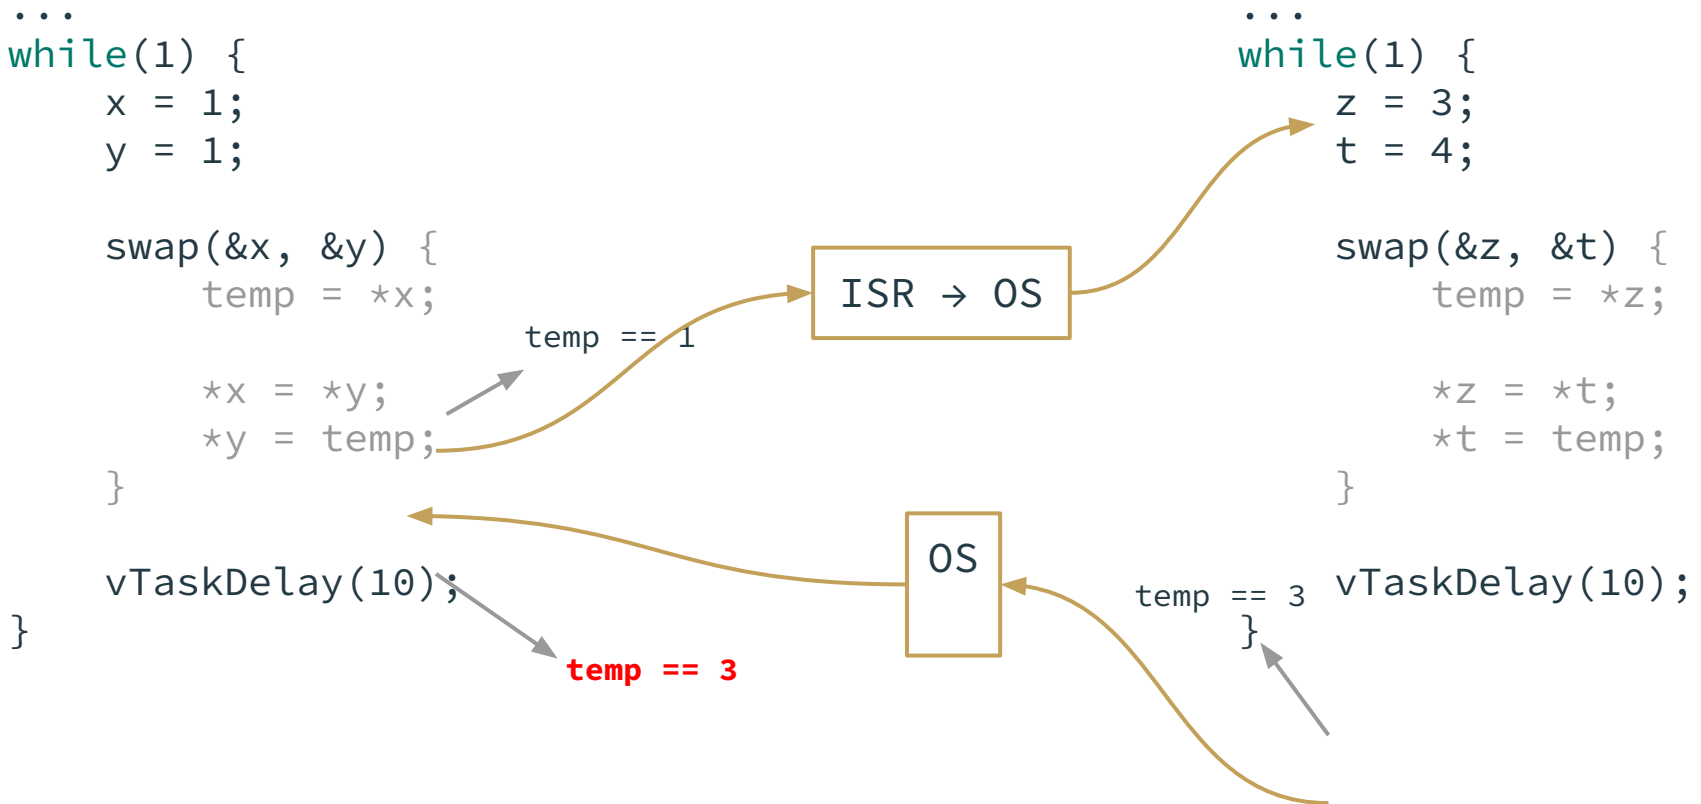 ...
while(1) {
x = 1;
y = 1;
swap(&x, &y) {
temp = *x;
*x = *y;
*y = temp;
}
vTaskDelay(10);
}
temp == 1
ISR → OS
OS
temp == 3
...
while(1) {
z = 3;
t = 4;
swap(&z, &t) {
temp = *z;
*z = *t;
*t = temp;
}
vTaskDelay(10);
}
temp == 3